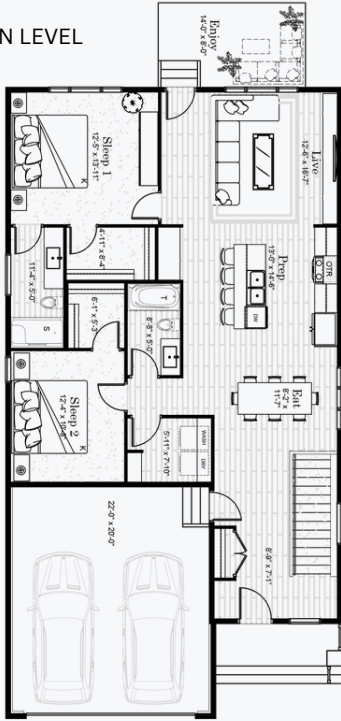 N LEVEL
Enjoy
14'-0" x 8'-0"
Live
12'-6" x 16'-7"
Sleep 1
12'-5" x 13'-11"
K
4'-11" x 8'-4"
11'-4" x 5'-0"
S
6'-1" x 5'-3"
T
8'-8" x 5'-0"
Prep
13'-0" x 14'-6"
OTR
DW
Eat
8'-2" x
11'-7"
Sleep 2
12'-4" x 10'-6"
K
WASH
DRY
5'-11" x 7'-10"
22'-0" x 20'-0"
8'-9" x 7'-1"